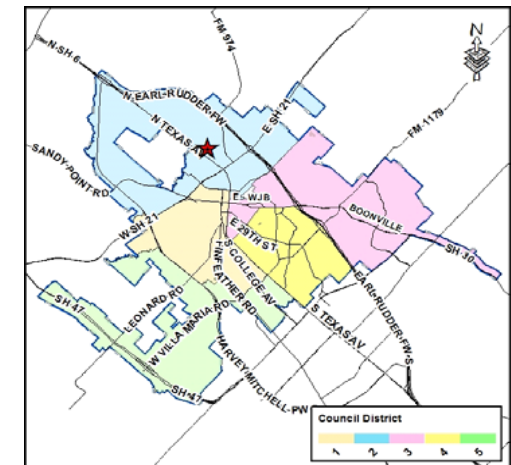 FM 974
N
N-SH-6
N-EARL-RUDDER-FW
E SH 21
N TEXAS AV
FM-1179
SANDY-POINT-RD
E WJB
BOONVILLE
W-SH 21
E 29TH ST
SH-30
S COLLEGE AV
FINFEATHER RD
EARL-RUDDER-FW-S
LEONARD RD
SH 47
W VILLA MARIA RD
S TEXAS AV
HARVEY-MITCHELL-PW
SH-47
Council District
1 2 3 4 5